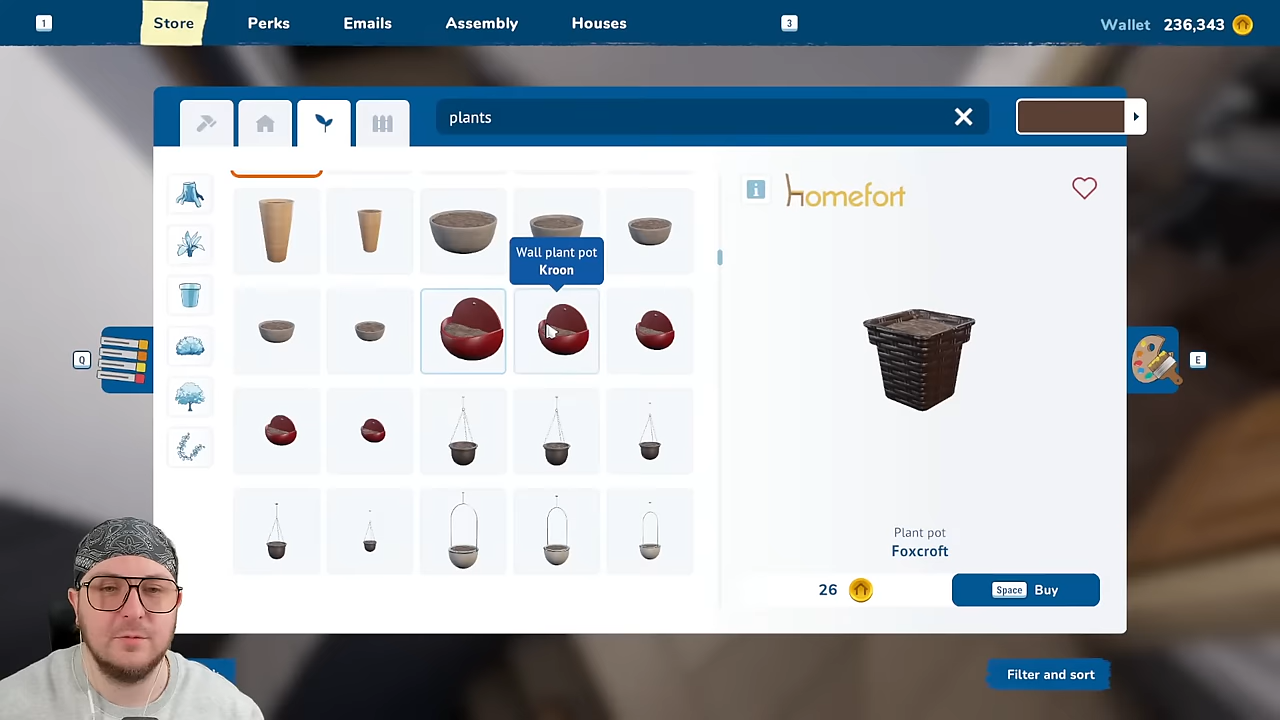 1
Store
Perks
Emails
Assembly
Houses
3
Wallet 236,343
plants
homefort
Wall plant pot
Kroon
Q
E
Plant pot
Foxcroft
26
Space Buy
Filter and sort